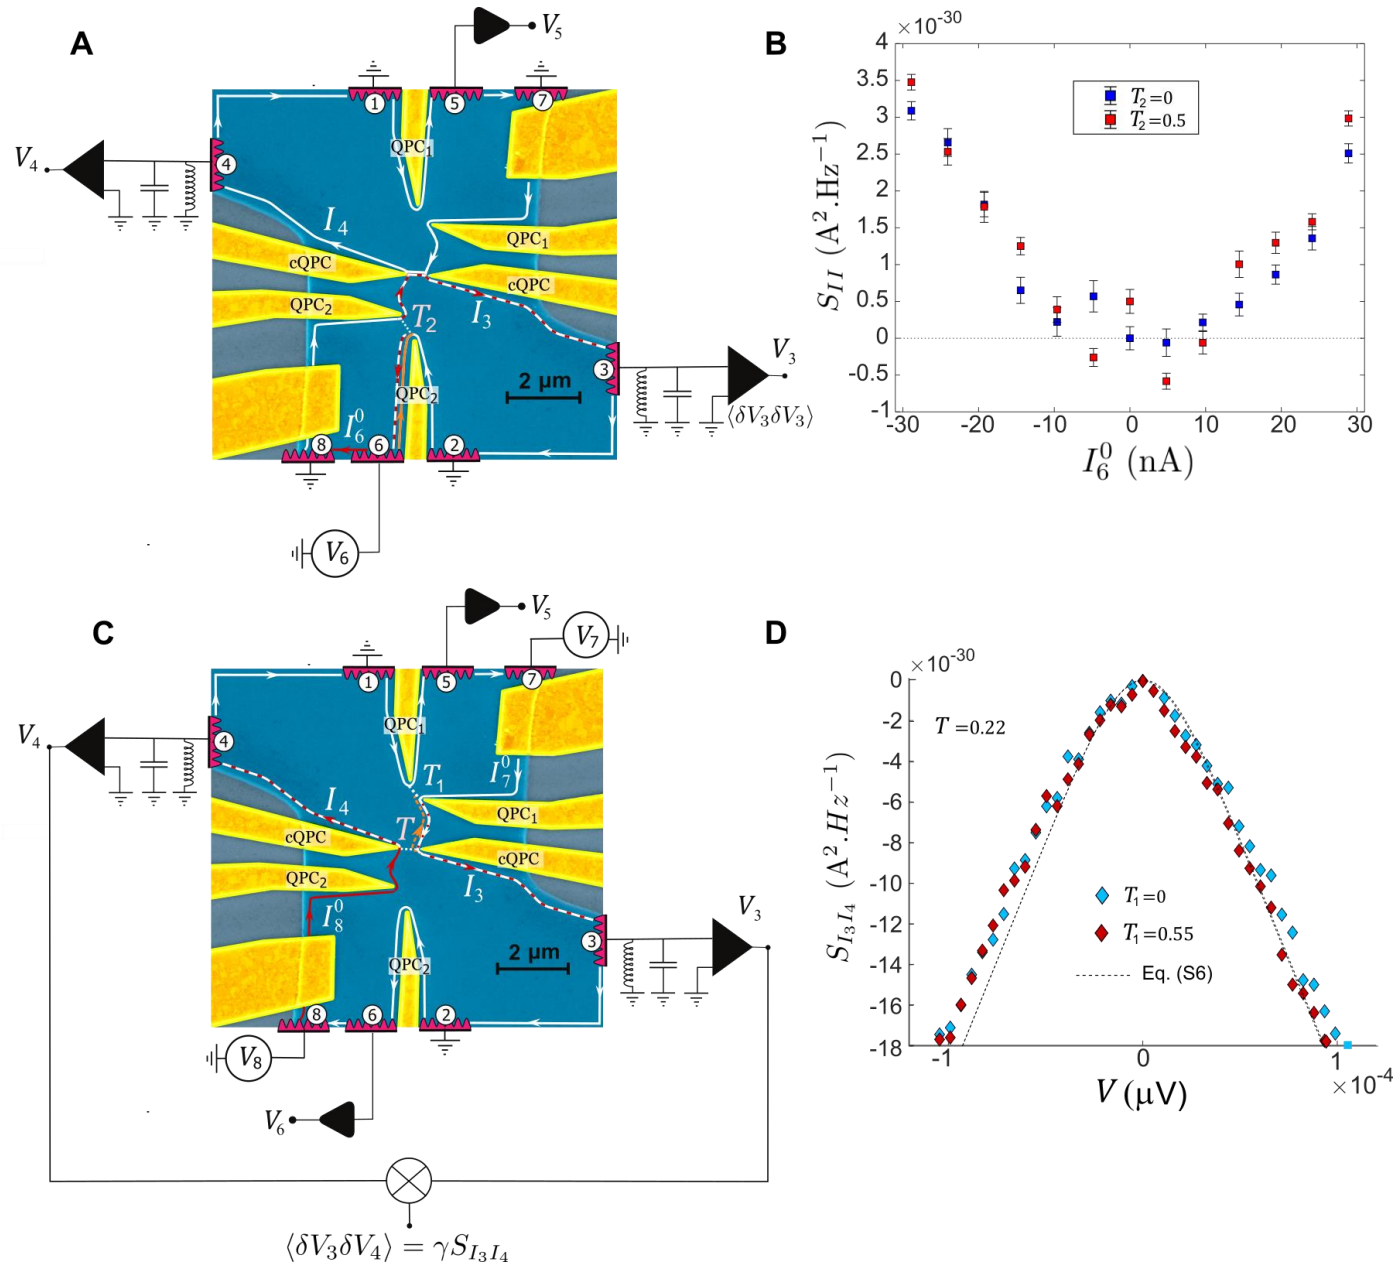 A
V₅
B
×10⁻³⁰
1
5
7
QPC₁
V₄
4
I₄
QPC₁
cQPC
cQPC
QPC₂
T₂
I₃
V₃
3
2 μm
⟨δV₃δV₃⟩
QPC₂
I₆⁰
8
6
2
V₆
4
3.5
3
2.5
2
1.5
1
0.5
0
-0.5
-1
S_II (A².Hz⁻¹)
T₂=0
T₂=0.5
-30
-20
-10
0
10
20
30
I₆⁰ (nA)
C
V₅
V₇
D
×10⁻³⁰
1
5
7
QPC₁
V₄
4
T₁
I₇⁰
I₄
QPC₁
cQPC
T
cQPC
QPC₂
I₃
I₈⁰
V₃
3
2 μm
QPC₂
8
6
2
V₈
V₆
⟨δV₃δV₄⟩ = γS_I₃I₄
0
-2
-4
-6
-8
-10
-12
-14
-16
-18
S_I₃I₄ (A².Hz⁻¹)
T=0.22
T₁=0
T₁=0.55
Eq. (S6)
-1
0
1
×10⁻⁴
V (μV)